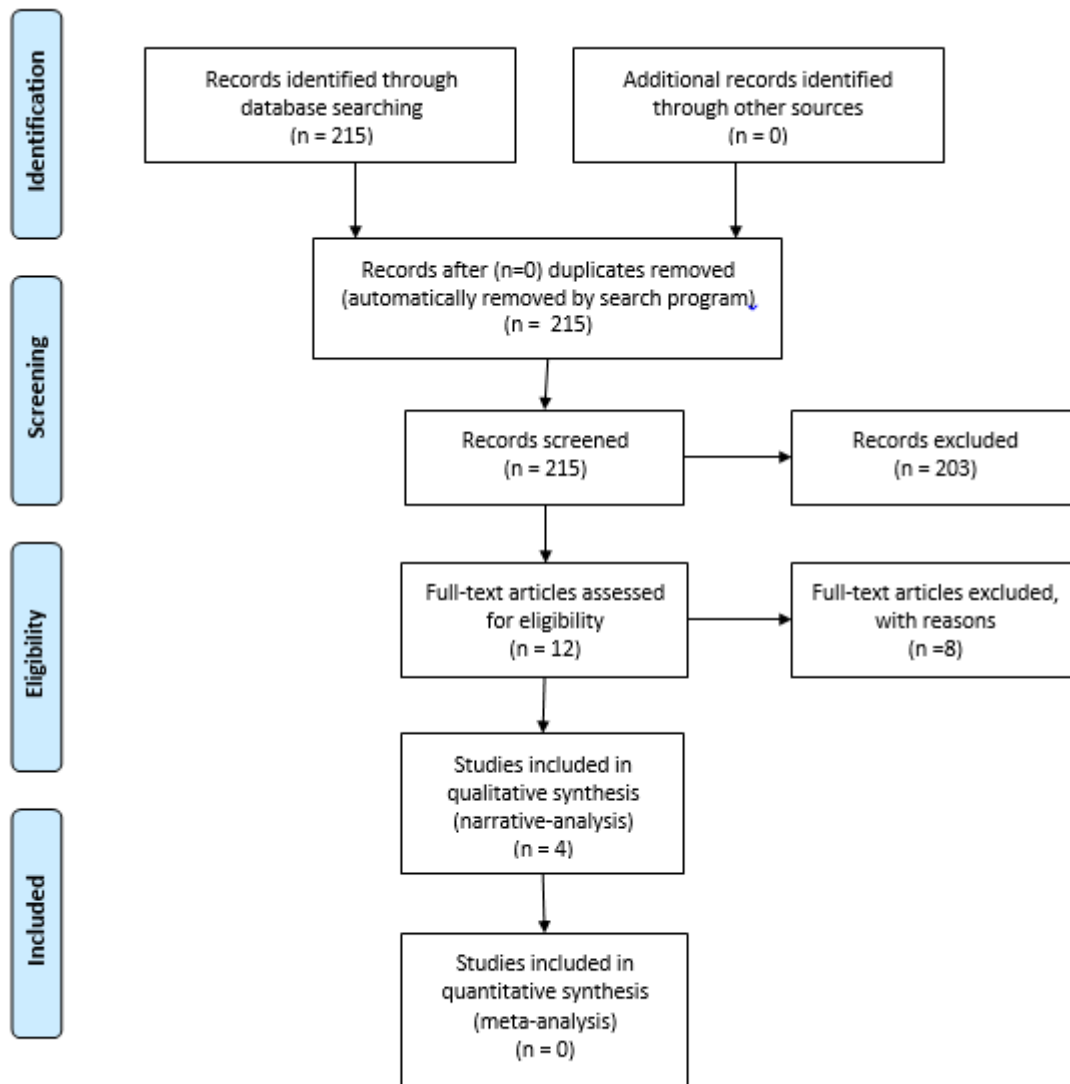 Identification
Records identified through
database searching
(n = 215)
Additional records identified
through other sources
(n = 0)
Records after (n=0) duplicates removed
(automatically removed by search program)
(n =  215)
Screening
Records screened
(n = 215)
Records excluded
(n = 203)
Eligibility
Full-text articles assessed
for eligibility
(n = 12)
Full-text articles excluded,
with reasons
(n =8)
Studies included in
qualitative synthesis
(narrative-analysis)
(n = 4)
Included
Studies included in
quantitative synthesis
(meta-analysis)
(n = 0)